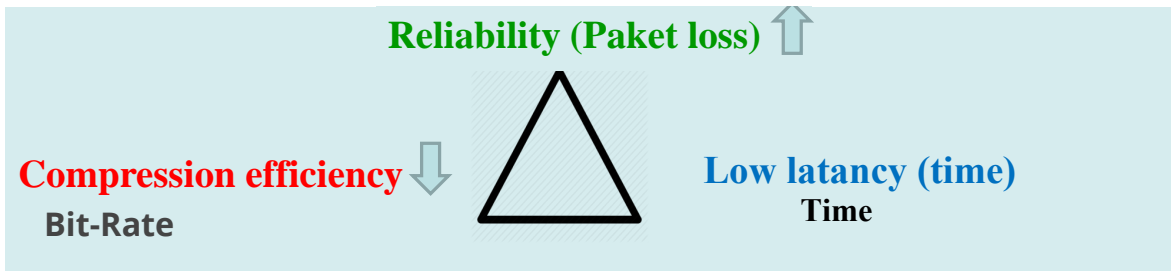 Reliability (Paket loss)
Compression efficiency
Bit-Rate
Low latancy (time)
Time